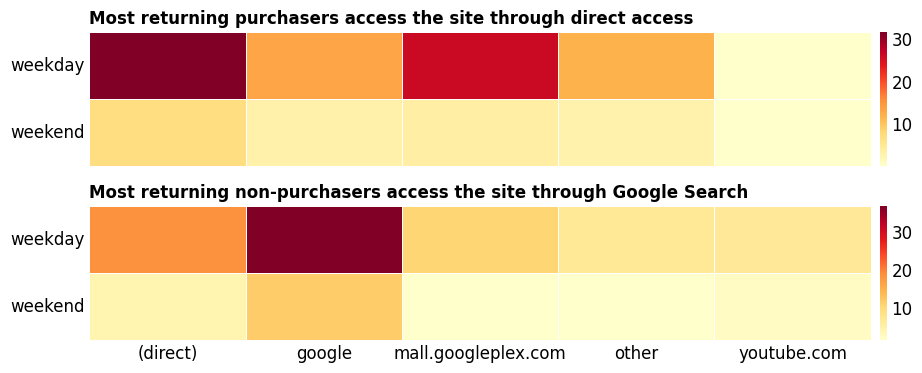 Most returning purchasers access the site through direct access
weekday
weekend
30
20
10
Most returning non-purchasers access the site through Google Search
weekday
weekend
30
20
10
(direct) google mall.googleplex.com other youtube.com